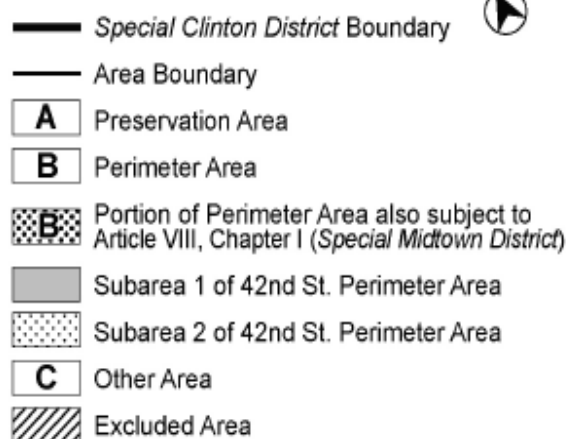 Special Clinton District Boundary
Area Boundary
A Preservation Area
B Perimeter Area
B Portion of Perimeter Area also subject to
Article VIII, Chapter I (Special Midtown District)
Subarea 1 of 42nd St. Perimeter Area
Subarea 2 of 42nd St. Perimeter Area
C Other Area
Excluded Area